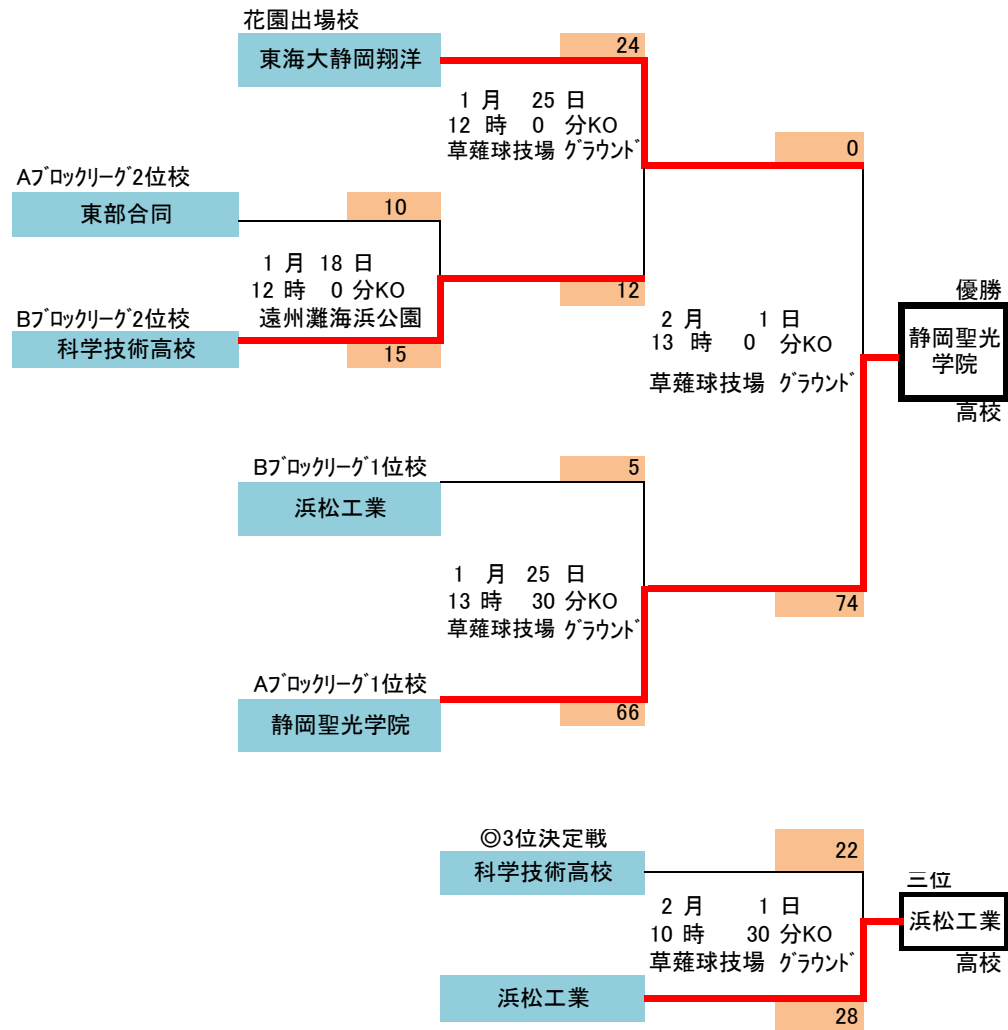 花園出場校
東海大静岡翔洋
24
1 月 25 日
12 時 0 分KO
草薙球技場 グラウンド
0
Aブロックリーグ2位校
東部合同
10
1 月 18 日
12 時 0 分KO
遠州灘海浜公園
12
Bブロックリーグ2位校
科学技術高校
15
2 月 1 日
13 時 0 分KO
草薙球技場 グラウンド
優勝
静岡聖光
学院
高校
Bブロックリーグ1位校
浜松工業
5
1 月 25 日
13 時 30 分KO
草薙球技場 グラウンド
74
Aブロックリーグ1位校
静岡聖光学院
66
◎3位決定戦
科学技術高校
22
2 月 1 日
10 時 30 分KO
草薙球技場 グラウンド
三位
浜松工業
高校
浜松工業
28